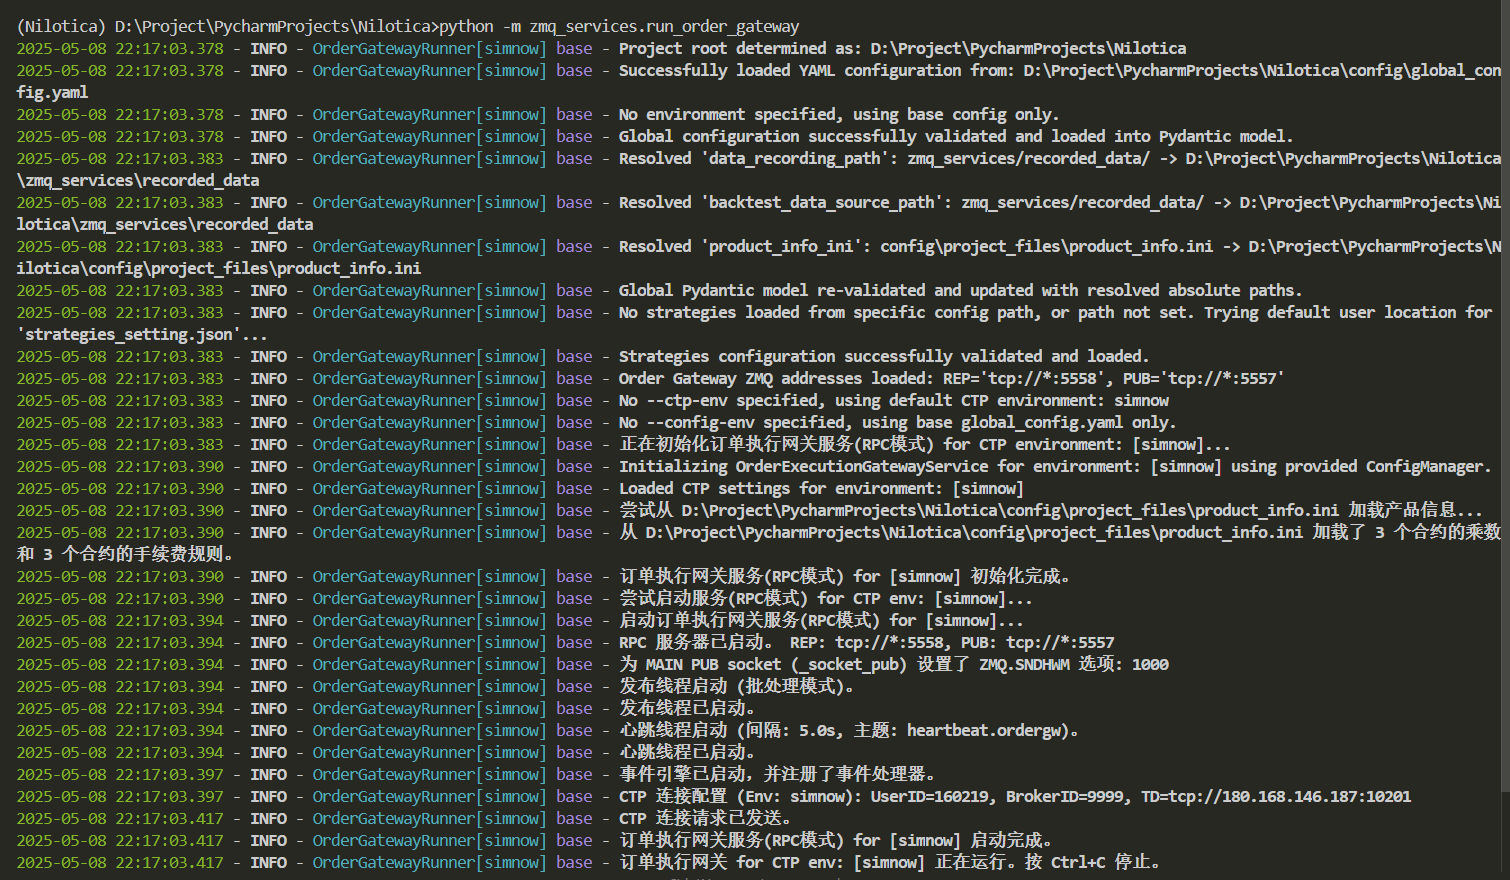 (Nilotica) D:\Project\PycharmProjects\Nilotica>python -m zmq_services.run_order_gateway
2025-05-08 22:17:03.378 - INFO - OrderGatewayRunner[simnow] base - Project root determined as: D:\Project\PycharmProjects\Nilotica
2025-05-08 22:17:03.378 - INFO - OrderGatewayRunner[simnow] base - Successfully loaded YAML configuration from: D:\Project\PycharmProjects\Nilotica\config\global_con
fig.yaml
2025-05-08 22:17:03.378 - INFO - OrderGatewayRunner[simnow] base - No environment specified, using base config only.
2025-05-08 22:17:03.378 - INFO - OrderGatewayRunner[simnow] base - Global configuration successfully validated and loaded into Pydantic model.
2025-05-08 22:17:03.383 - INFO - OrderGatewayRunner[simnow] base - Resolved 'data_recording_path': zmq_services/recorded_data/ -> D:\Project\PycharmProjects\Nilotica
\zmq_services\recorded_data
2025-05-08 22:17:03.383 - INFO - OrderGatewayRunner[simnow] base - Resolved 'backtest_data_source_path': zmq_services/recorded_data/ -> D:\Project\PycharmProjects\Ni
lotica\zmq_services\recorded_data
2025-05-08 22:17:03.383 - INFO - OrderGatewayRunner[simnow] base - Resolved 'product_info_ini': config\project_files\product_info.ini -> D:\Project\PycharmProjects\N
ilotica\config\project_files\product_info.ini
2025-05-08 22:17:03.383 - INFO - OrderGatewayRunner[simnow] base - Global Pydantic model re-validated and updated with resolved absolute paths.
2025-05-08 22:17:03.383 - INFO - OrderGatewayRunner[simnow] base - No strategies loaded from specific config path, or path not set. Trying default user location for
'strategies_setting.json'...
2025-05-08 22:17:03.383 - INFO - OrderGatewayRunner[simnow] base - Strategies configuration successfully validated and loaded.
2025-05-08 22:17:03.383 - INFO - OrderGatewayRunner[simnow] base - Order Gateway ZMQ addresses loaded: REP='tcp://*:5558', PUB='tcp://*:5557'
2025-05-08 22:17:03.383 - INFO - OrderGatewayRunner[simnow] base - No --ctp-env specified, using default CTP environment: simnow
2025-05-08 22:17:03.383 - INFO - OrderGatewayRunner[simnow] base - No --config-env specified, using base global_config.yaml only.
2025-05-08 22:17:03.383 - INFO - OrderGatewayRunner[simnow] base - 正在初始化订单执行网关服务(RPC模式) for CTP environment: [simnow]...
2025-05-08 22:17:03.390 - INFO - OrderGatewayRunner[simnow] base - Initializing OrderExecutionGatewayService for environment: [simnow] using provided ConfigManager.
2025-05-08 22:17:03.390 - INFO - OrderGatewayRunner[simnow] base - Loaded CTP settings for environment: [simnow]
2025-05-08 22:17:03.390 - INFO - OrderGatewayRunner[simnow] base - 尝试从 D:\Project\PycharmProjects\Nilotica\config\project_files\product_info.ini 加载产品信息...
2025-05-08 22:17:03.390 - INFO - OrderGatewayRunner[simnow] base - 从 D:\Project\PycharmProjects\Nilotica\config\project_files\product_info.ini 加载了 3 个合约的乘数
和 3 个合约的手续费规则。
2025-05-08 22:17:03.390 - INFO - OrderGatewayRunner[simnow] base - 订单执行网关服务(RPC模式) for [simnow] 初始化完成。
2025-05-08 22:17:03.390 - INFO - OrderGatewayRunner[simnow] base - 尝试启动服务(RPC模式) for CTP env: [simnow]...
2025-05-08 22:17:03.394 - INFO - OrderGatewayRunner[simnow] base - 启动订单执行网关服务(RPC模式) for [simnow]...
2025-05-08 22:17:03.394 - INFO - OrderGatewayRunner[simnow] base - RPC 服务器已启动。 REP: tcp://*:5558, PUB: tcp://*:5557
2025-05-08 22:17:03.394 - INFO - OrderGatewayRunner[simnow] base - 为 MAIN PUB socket (_socket_pub) 设置了 ZMQ.SNDHWM 选项: 1000
2025-05-08 22:17:03.394 - INFO - OrderGatewayRunner[simnow] base - 发布线程启动 (批处理模式)。
2025-05-08 22:17:03.394 - INFO - OrderGatewayRunner[simnow] base - 发布线程已启动。
2025-05-08 22:17:03.394 - INFO - OrderGatewayRunner[simnow] base - 心跳线程启动 (间隔: 5.0s, 主题: heartbeat.ordergw)。
2025-05-08 22:17:03.394 - INFO - OrderGatewayRunner[simnow] base - 心跳线程已启动。
2025-05-08 22:17:03.397 - INFO - OrderGatewayRunner[simnow] base - 事件引擎已启动，并注册了事件处理器。
2025-05-08 22:17:03.397 - INFO - OrderGatewayRunner[simnow] base - CTP 连接配置 (Env: simnow): UserID=160219, BrokerID=9999, TD=tcp://180.168.146.187:10201
2025-05-08 22:17:03.417 - INFO - OrderGatewayRunner[simnow] base - CTP 连接请求已发送。
2025-05-08 22:17:03.417 - INFO - OrderGatewayRunner[simnow] base - 订单执行网关服务(RPC模式) for [simnow] 启动完成。
2025-05-08 22:17:03.417 - INFO - OrderGatewayRunner[simnow] base - 订单执行网关 for CTP env: [simnow] 正在运行。按 Ctrl+C 停止。